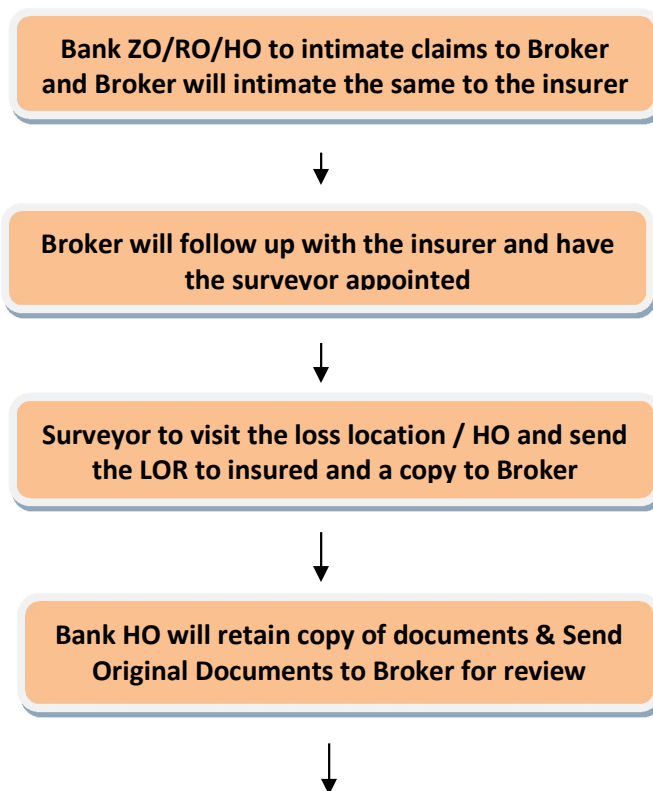 Bank ZO/RO/HO to intimate claims to Broker
and Broker will intimate the same to the insurer
Broker will follow up with the insurer and have
the surveyor appointed
Surveyor to visit the loss location / HO and send
the LOR to insured and a copy to Broker
Bank HO will retain copy of documents & Send
Original Documents to Broker for review